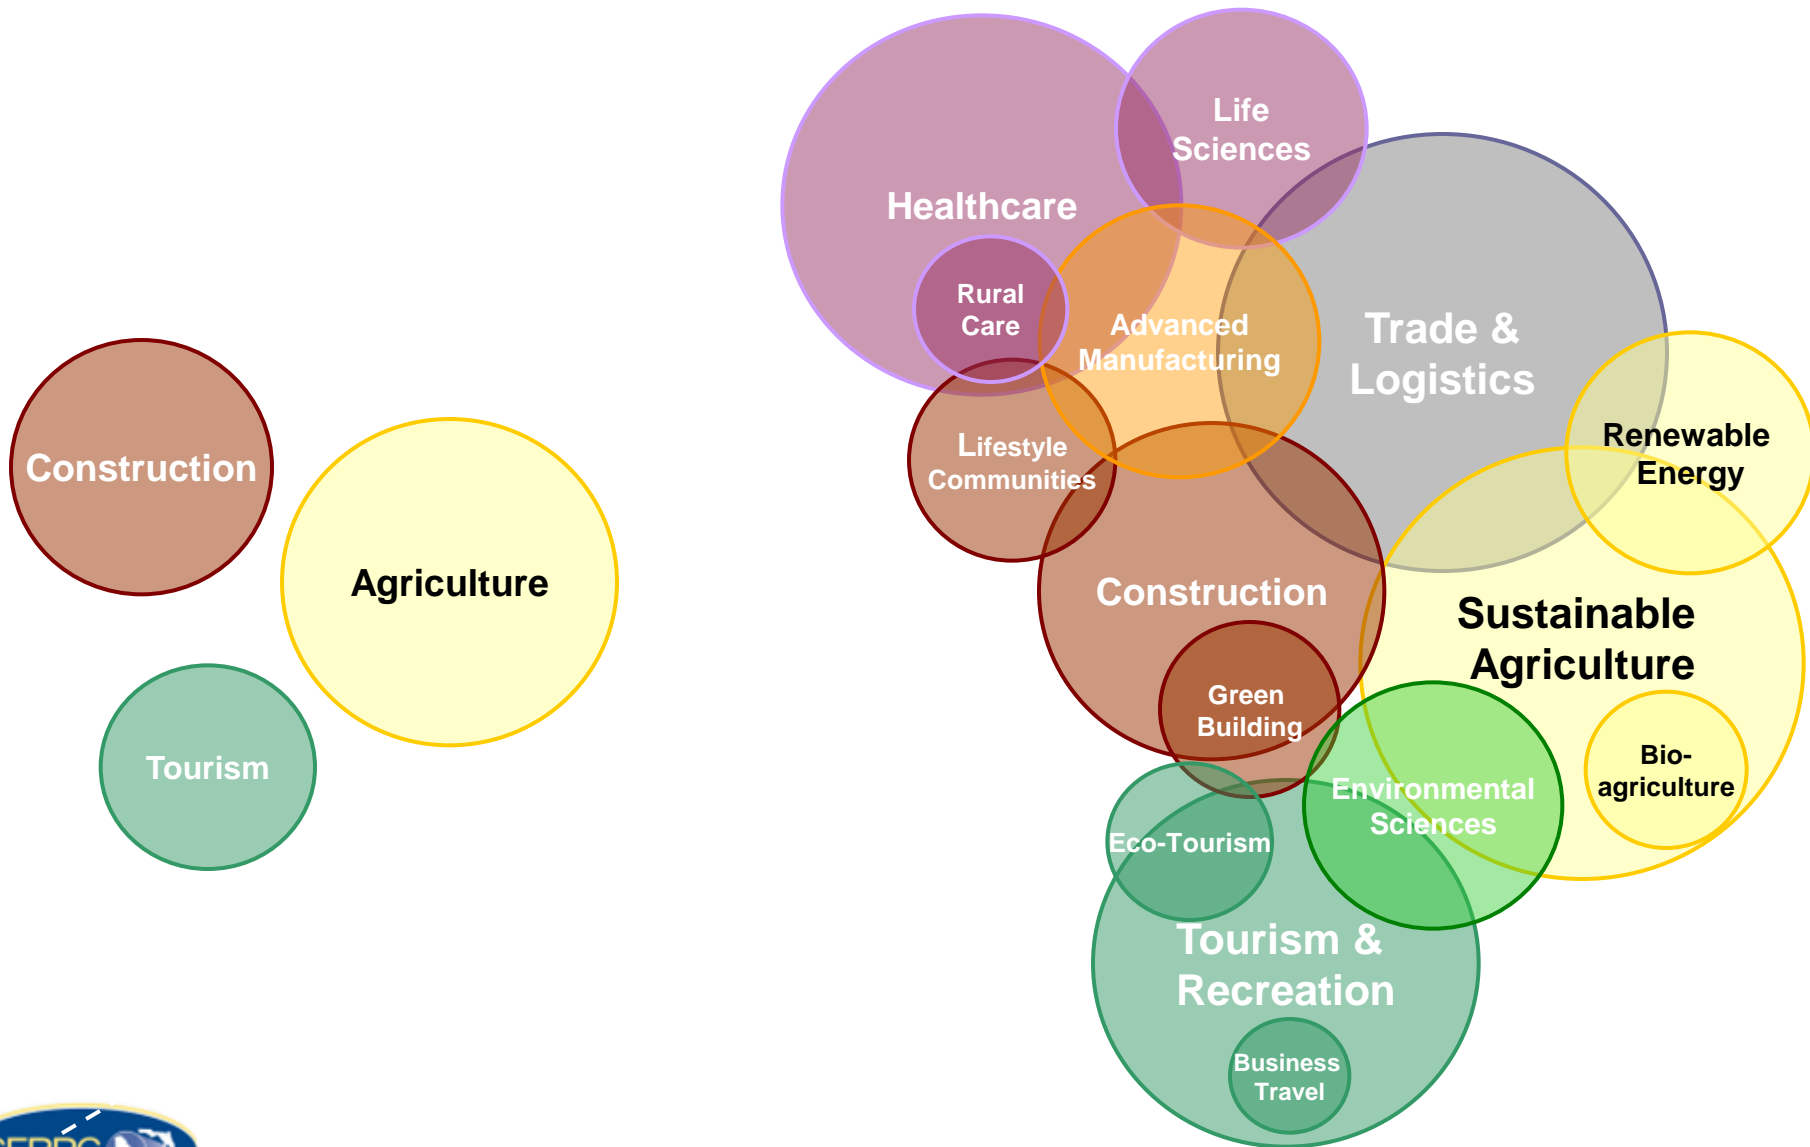 Construction
Agriculture
Tourism
Life
Sciences
Healthcare
Rural
Care
Advanced
Manufacturing
Trade &
Logistics
Renewable
Energy
Lifestyle
Communities
Construction
Sustainable
Agriculture
Green
Building
Bio-
agriculture
Environmental
Sciences
Eco-Tourism
Tourism &
Recreation
Business
Travel